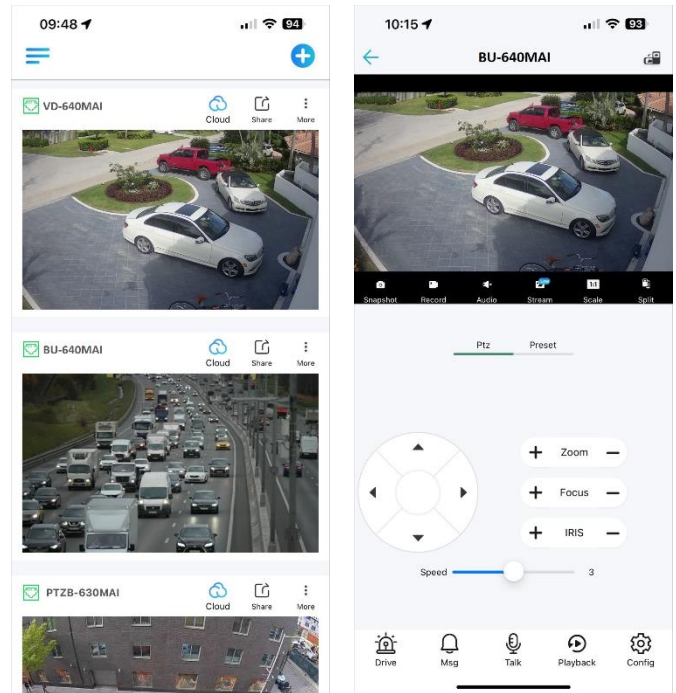 09:48
94
VD-640MAI
Cloud
Share
More
BU-640MAI
Cloud
Share
More
PTZB-630MAI
Cloud
Share
More
10:15
93
BU-640MAI
Snapshot
Record
Audio
Stream
Scale
Split
1:1
Ptz
Preset
+ Zoom −
+ Focus −
+ IRIS −
Speed
3
Drive
Msg
Talk
Playback
Config